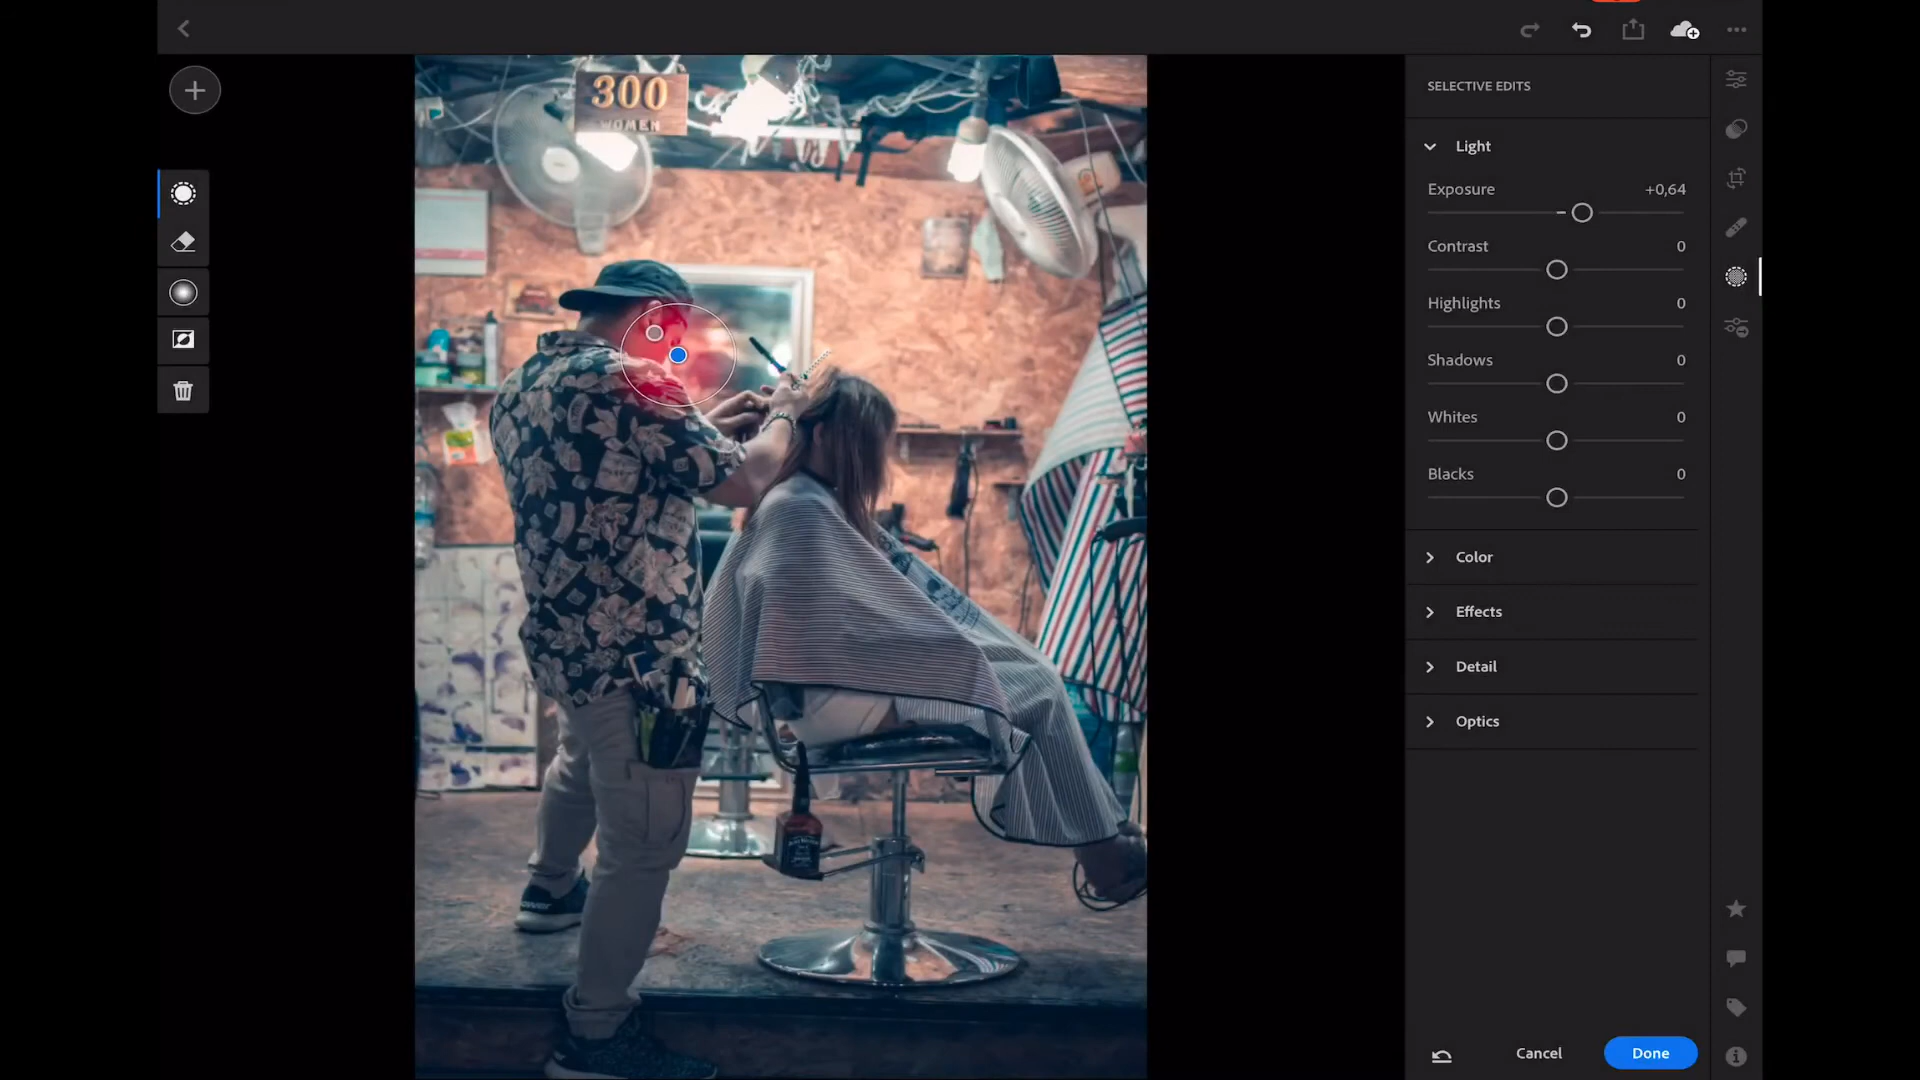 SELECTIVE EDITS
300
WOMEN
Light
Exposure +0,64
Contrast 0
Highlights 0
Shadows 0
Whites 0
Blacks 0
Color
Effects
Detail
Optics
Cancel
Done